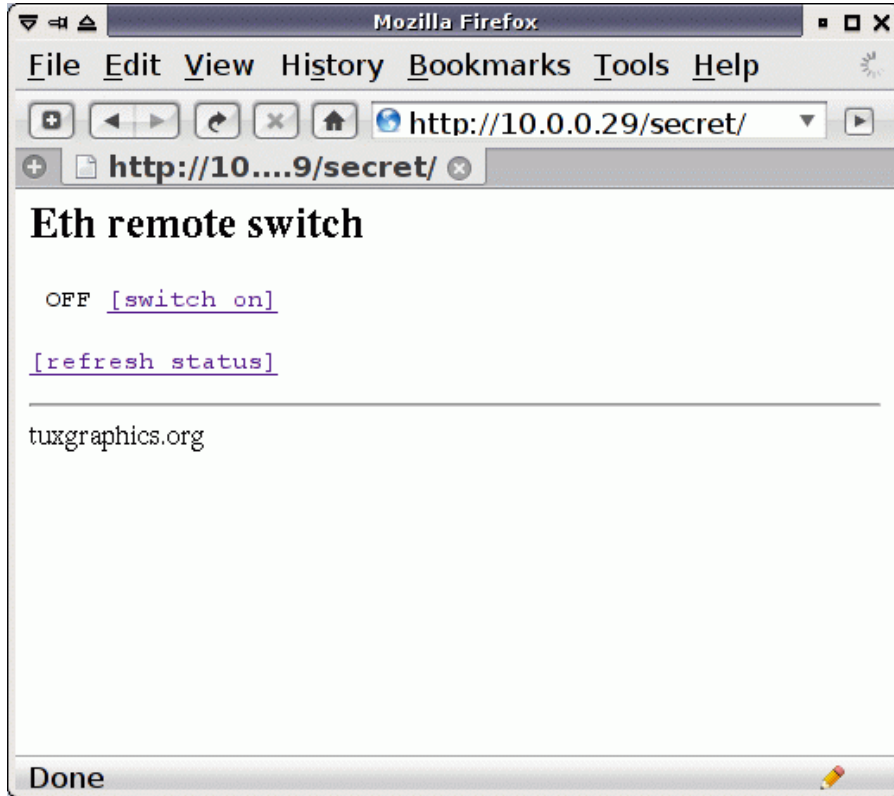 Mozilla Firefox
File Edit View History Bookmarks Tools Help
http://10.0.0.29/secret/
http://10....9/secret/
Eth remote switch
OFF [switch on]
[refresh status]
tuxgraphics.org
Done